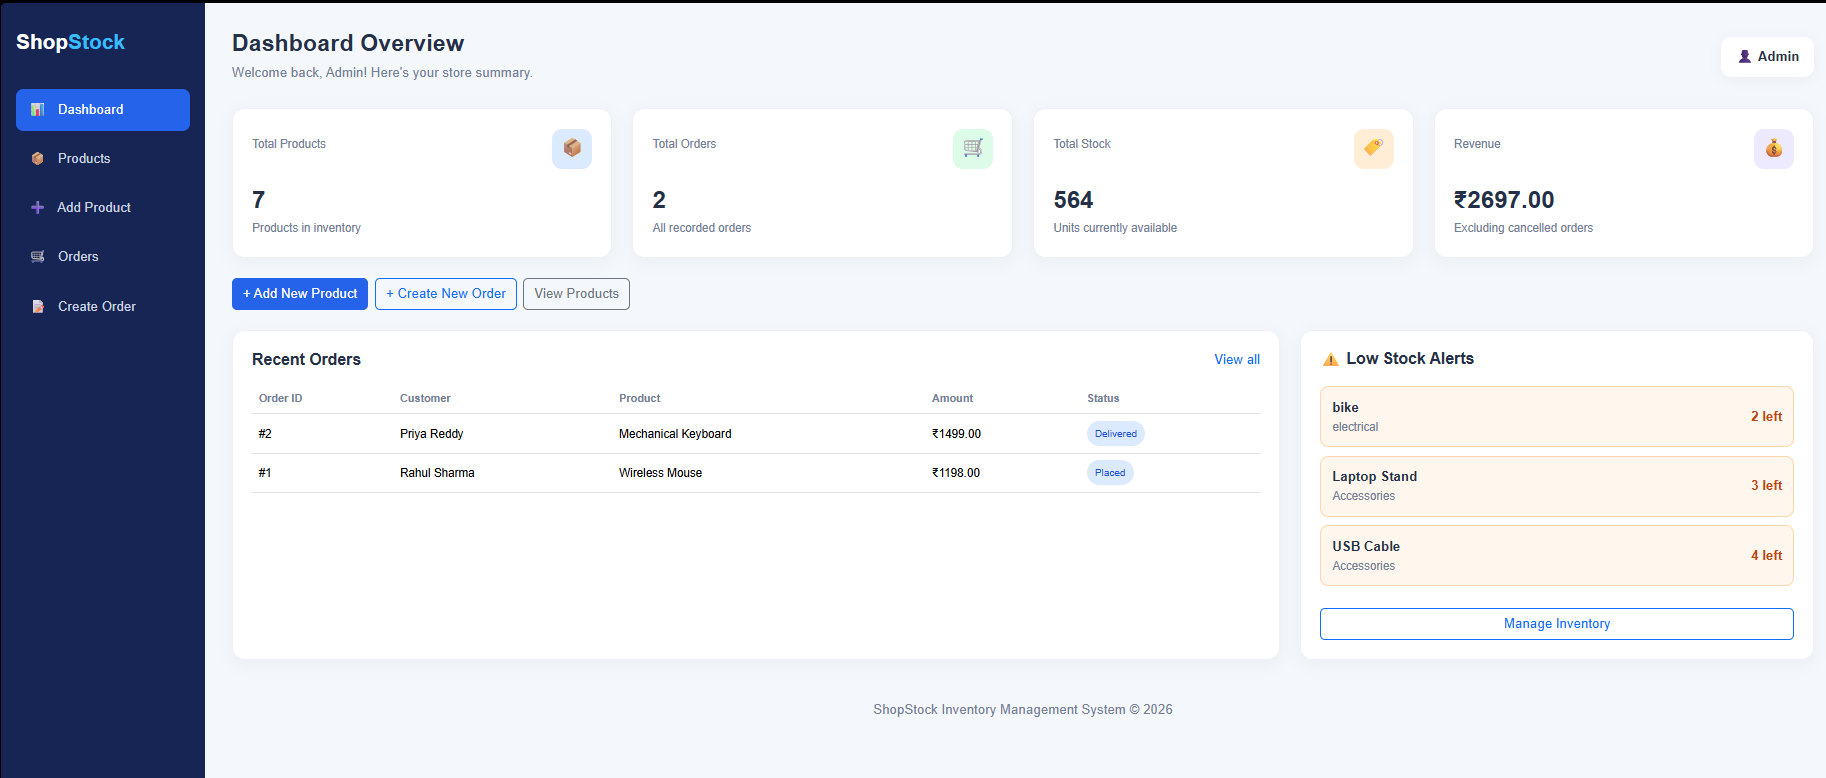 ShopStock
Dashboard
Products
Add Product
Orders
Create Order
Dashboard Overview
Welcome back, Admin! Here's your store summary.
Admin
Total Products
7
Products in inventory
Total Orders
2
All recorded orders
Total Stock
564
Units currently available
Revenue
₹2697.00
Excluding cancelled orders
+ Add New Product
+ Create New Order
View Products
Recent Orders
View all
Order ID Customer Product Amount Status
#2 Priya Reddy Mechanical Keyboard ₹1499.00 Delivered
#1 Rahul Sharma Wireless Mouse ₹1198.00 Placed
Low Stock Alerts
bike
electrical
2 left
Laptop Stand
Accessories
3 left
USB Cable
Accessories
4 left
Manage Inventory
ShopStock Inventory Management System © 2026